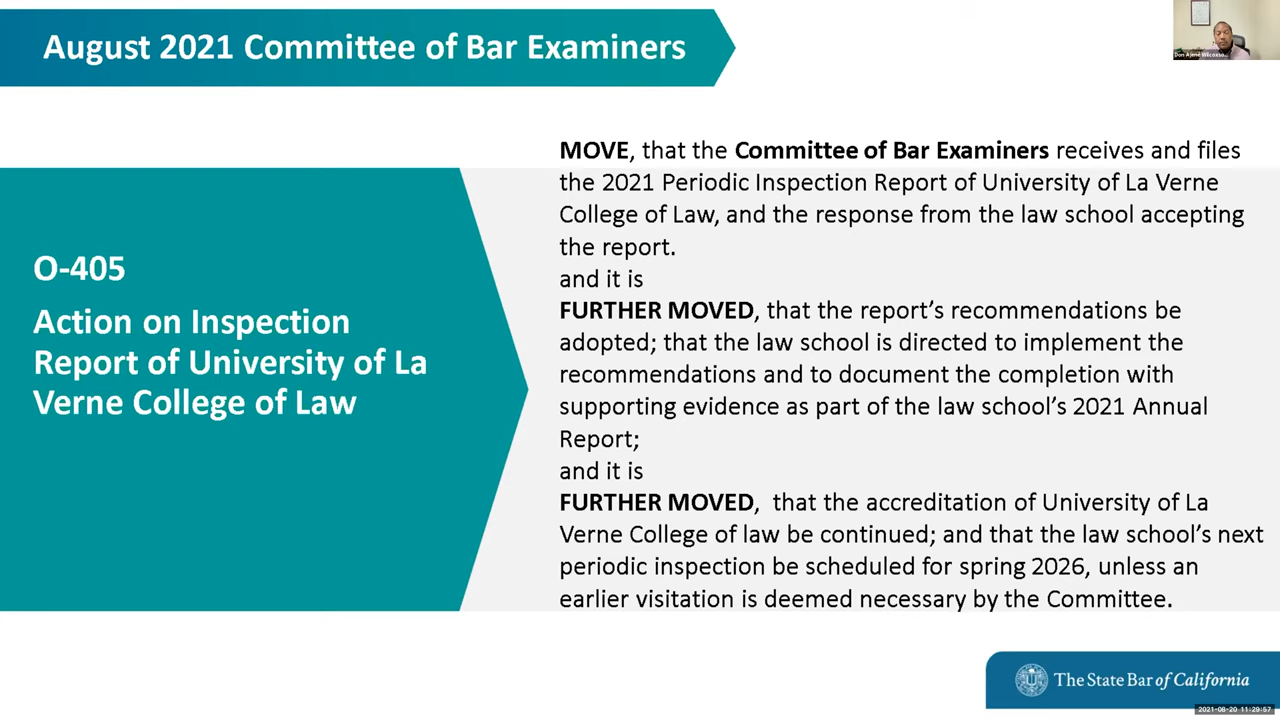 August 2021 Committee of Bar Examiners
O-405
Action on Inspection
Report of University of La
Verne College of Law
MOVE, that the Committee of Bar Examiners receives and files
the 2021 Periodic Inspection Report of University of La Verne
College of Law, and the response from the law school accepting
the report.
and it is
FURTHER MOVED, that the report's recommendations be
adopted; that the law school is directed to implement the
recommendations and to document the completion with
supporting evidence as part of the law school's 2021 Annual
Report;
and it is
FURTHER MOVED,  that the accreditation of University of La
Verne College of law be continued; and that the law school's next
periodic inspection be scheduled for spring 2026, unless an
earlier visitation is deemed necessary by the Committee.
The State Bar of California
2021-08-20 11:29:57